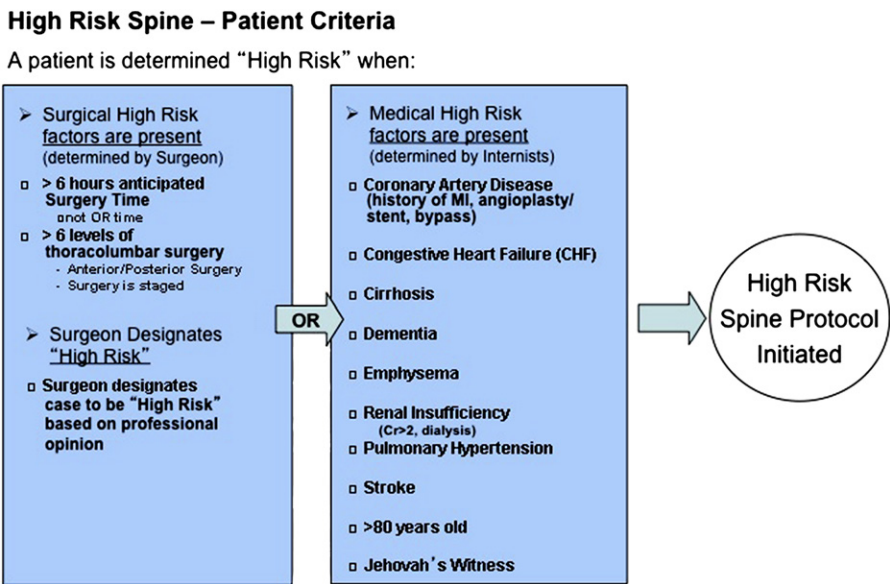 High Risk Spine – Patient Criteria
A patient is determined “High Risk” when:
➢ Surgical High Risk
factors are present
(determined by Surgeon)
▯ > 6 hours anticipated
Surgery Time
▯not OR time
▯ > 6 levels of
thoracolumbar surgery
- Anterior/Posterior Surgery
- Surgery is staged
➢ Surgeon Designates
“High Risk”
▯ Surgeon designates
case to be “High Risk”
based on professional
opinion
OR
➢ Medical High Risk
factors are present
(determined by Internists)
▯ Coronary Artery Disease
(history of MI, angioplasty/
stent, bypass)
▯ Congestive Heart Failure (CHF)
▯ Cirrhosis
▯ Dementia
▯ Emphysema
▯ Renal Insufficiency
(Cr>2, dialysis)
▯ Pulmonary Hypertension
▯ Stroke
▯ >80 years old
▯ Jehovah’s Witness
High Risk
Spine Protocol
Initiated